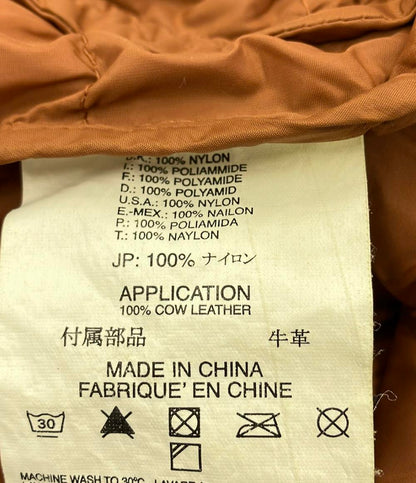 U.K.: 100% NYLON
I.: 100% POLIAMMIDE
F.: 100% POLYAMIDE
D.: 100% POLYAMID
U.S.A.: 100% NYLON
E.-MEX.: 100% NAILON
P.: 100% POLIAMIDA
T.: 100% NAYLON
JP: 100% ナイロン
APPLICATION
100% COW LEATHER
付属部品 牛革
MADE IN CHINA
FABRIQUE' EN CHINE
30
MACHINE WASH TO 30°C